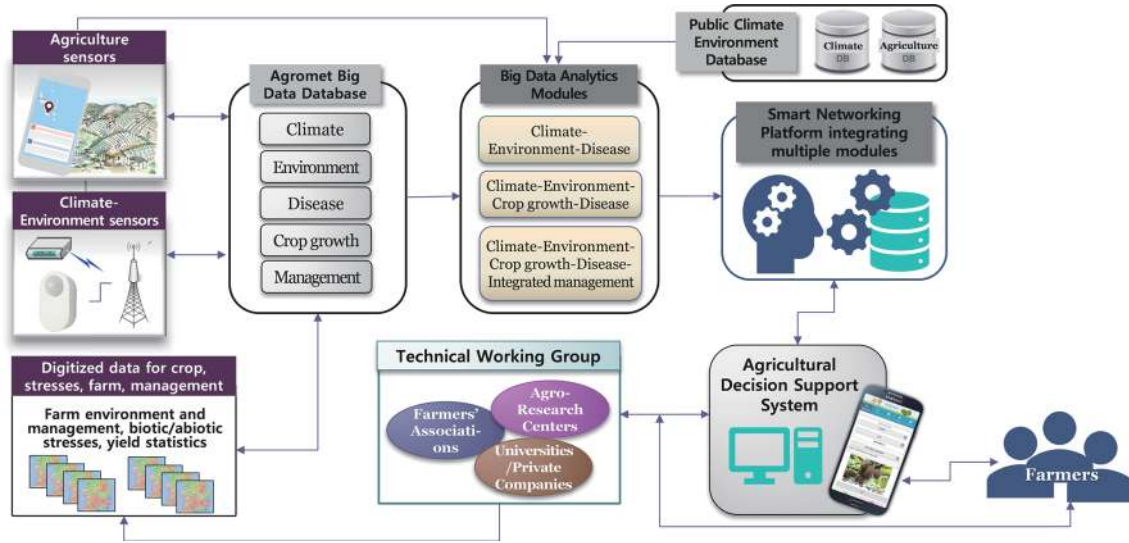 Agriculture
sensors
Climate-
Environment sensors
Digitized data for crop,
stresses, farm, management
Farm environment and
management, biotic/abiotic
stresses, yield statistics
Agromet Big
Data Database
Climate
Environment
Disease
Crop growth
Management
Big Data Analytics
Modules
Climate-
Environment-Disease
Climate-Environment-
Crop growth-Disease
Climate-Environment-
Crop growth-Disease-
Integrated management
Public Climate
Environment
Database
Climate
DB
Agriculture
DB
Smart Networking
Platform integrating
multiple modules
Technical Working Group
Farmers'
Associati-
ons
Agro-
Research
Centers
Universities
/Private
Companies
Agricultural
Decision Support
System
Farmers